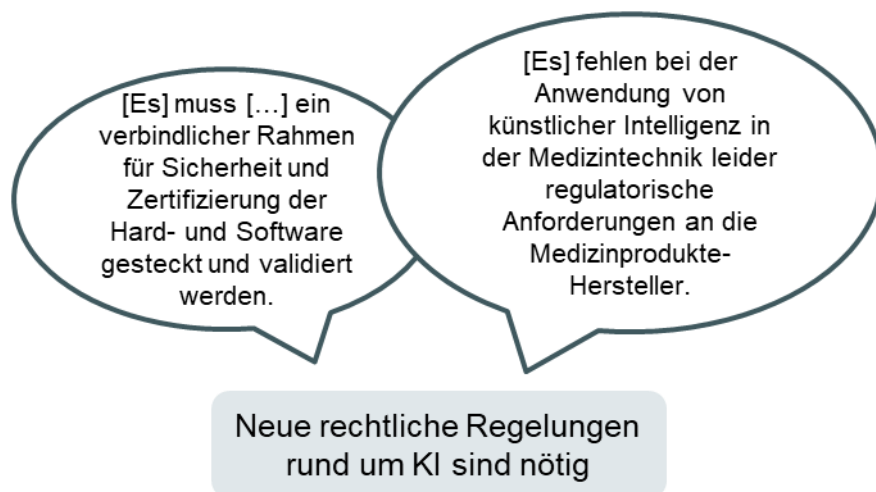 [Es] muss […] ein
verbindlicher Rahmen
für Sicherheit und
Zertifizierung der
Hard- und Software
gesteckt und validiert
werden.
[Es] fehlen bei der
Anwendung von
künstlicher Intelligenz in
der Medizintechnik leider
regulatorische
Anforderungen an die
Medizinprodukte-
Hersteller.
Neue rechtliche Regelungen
rund um KI sind nötig